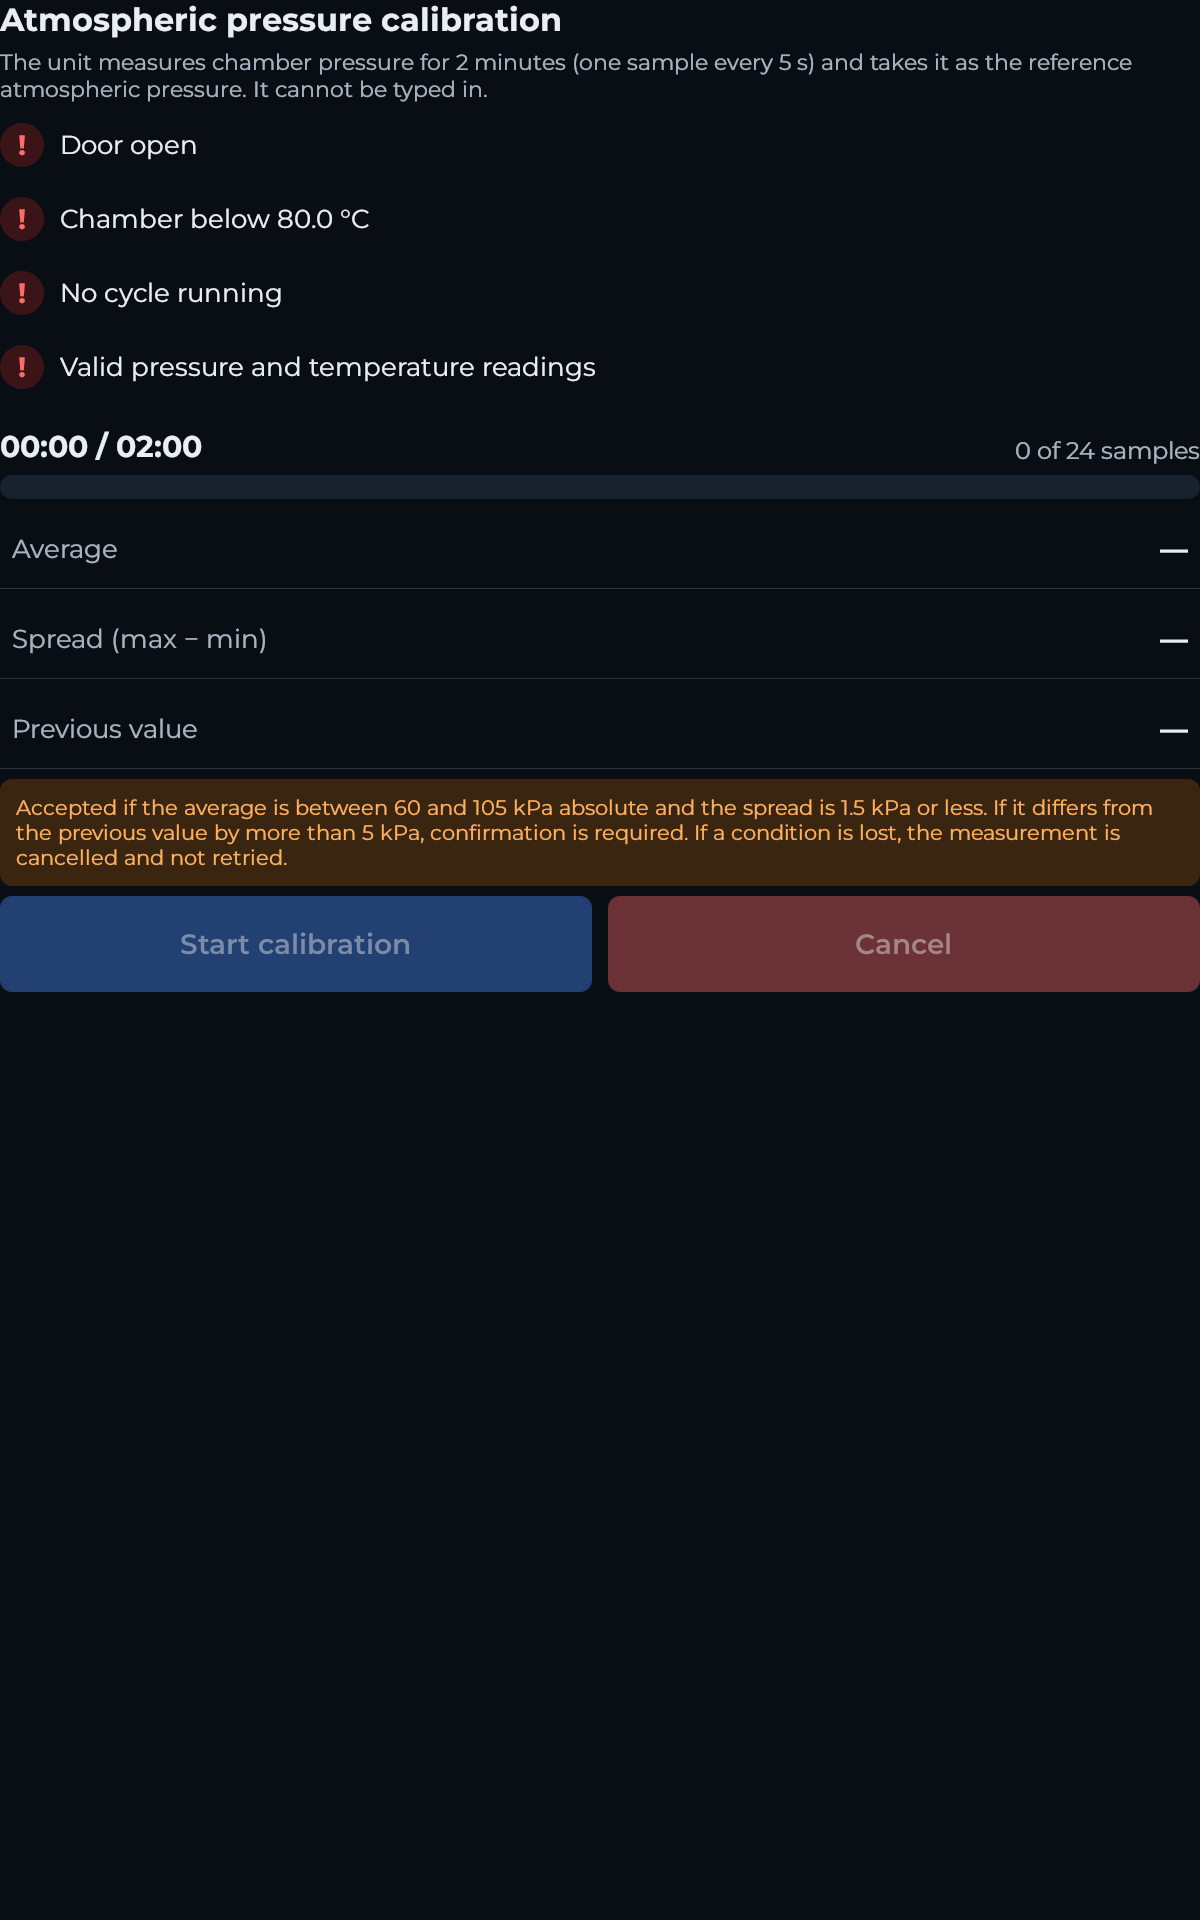 Atmospheric pressure calibration
The unit measures chamber pressure for 2 minutes (one sample every 5 s) and takes it as the reference
atmospheric pressure. It cannot be typed in.
! Door open
! Chamber below 80.0 °C
! No cycle running
! Valid pressure and temperature readings
00:00 / 02:00 0 of 24 samples
Average —
Spread (max − min) —
Previous value —
Accepted if the average is between 60 and 105 kPa absolute and the spread is 1.5 kPa or less. If it differs from
the previous value by more than 5 kPa, confirmation is required. If a condition is lost, the measurement is
cancelled and not retried.
Start calibration Cancel